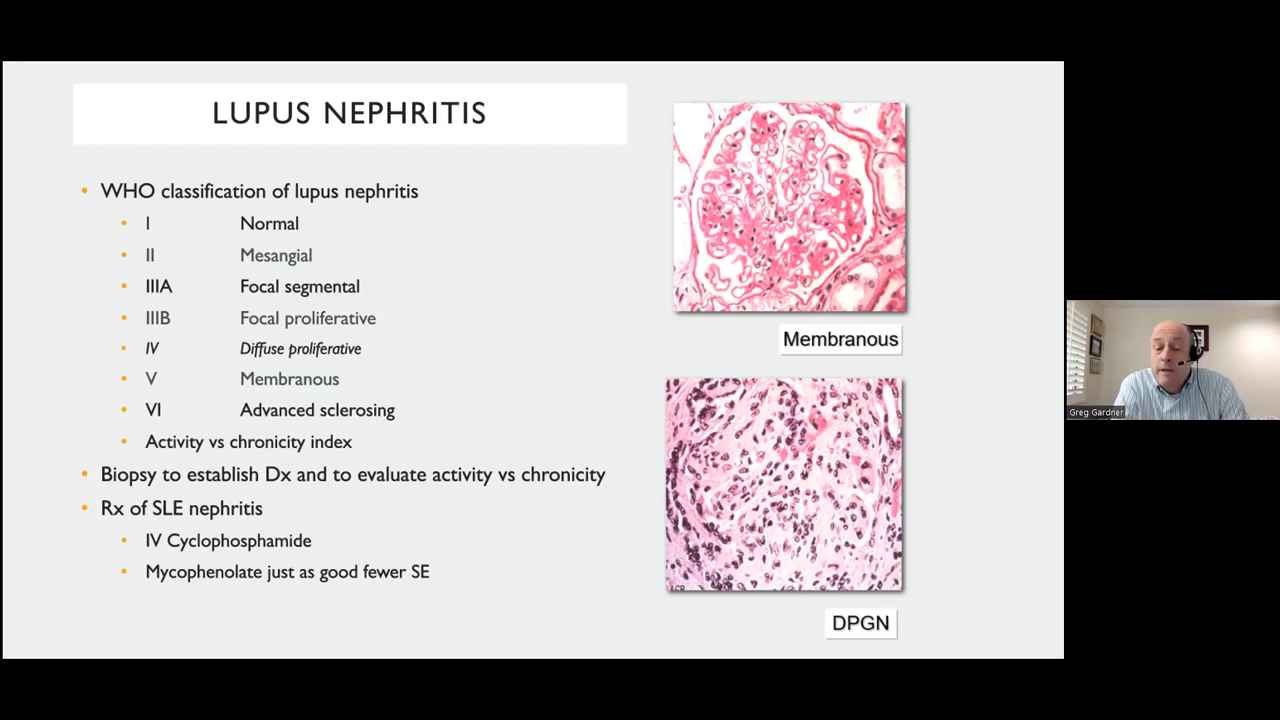 LUPUS NEPHRITIS
• WHO classification of lupus nephritis
• I Normal
• II Mesangial
• IIIA Focal segmental
• IIIB Focal proliferative
• IV Diffuse proliferative
• V Membranous
• VI Advanced sclerosing
• Activity vs chronicity index
• Biopsy to establish Dx and to evaluate activity vs chronicity
• Rx of SLE nephritis
• IV Cyclophosphamide
• Mycophenolate just as good fewer SE
Membranous
ACR
DPGN
Greg Gardner